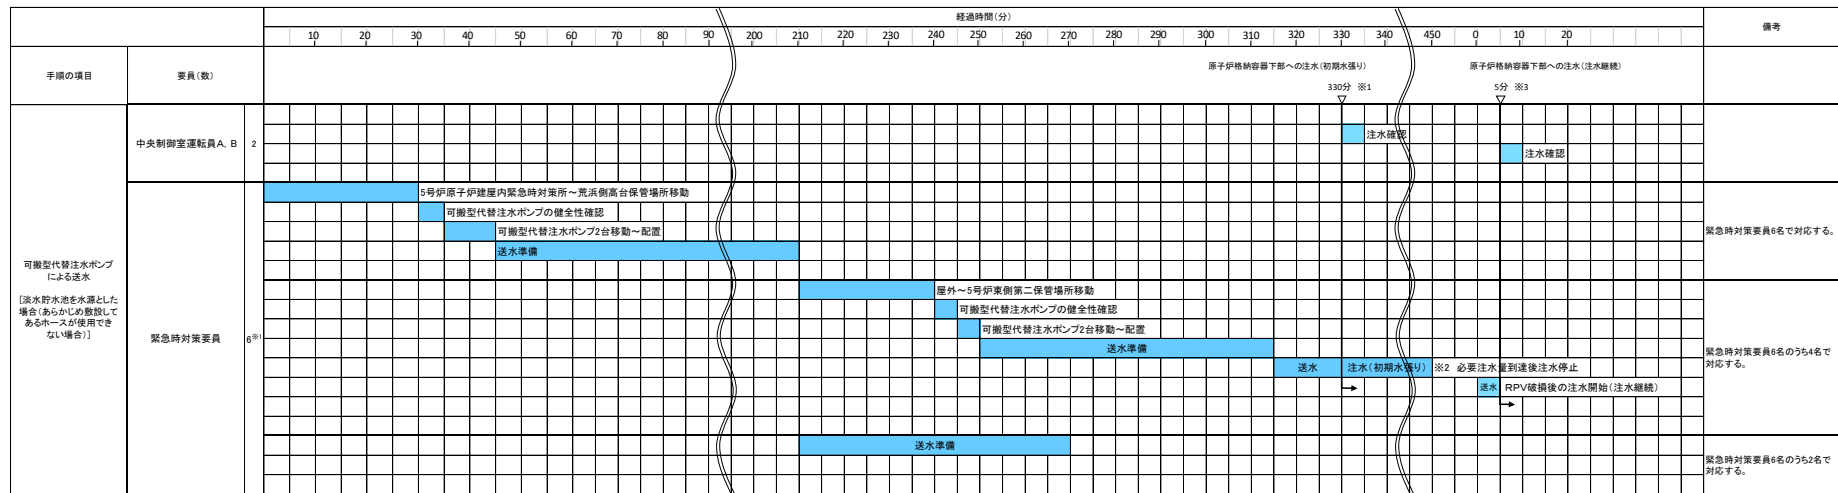 経過時間(分)
備考
10 20 30 40 50 60 70 80 90 200 210 220 230 240 250 260 270 280 290 300 310 320 330 340 450 0 10 20
手順の項目
要員(数)
原子炉格納容器下部への注水(初期水張り)
原子炉格納容器下部への注水(注水継続)
330分 ※1
5分 ※3
中央制御室運転員A, B
2
注水確認
注水確認
可搬型代替注水ポンプ
による送水
[淡水貯水池を水源とした
場合(あらかじめ敷設して
あるホースが使用でき
ない場合)]
緊急時対策要員
6※1
5号炉原子炉建屋内緊急時対策所～荒浜側高台保管場所移動
可搬型代替注水ポンプの健全性確認
可搬型代替注水ポンプ2台移動～配置
送水準備
緊急時対策要員6名で対応する。
屋外～5号炉東側第二保管場所移動
可搬型代替注水ポンプの健全性確認
可搬型代替注水ポンプ2台移動～配置
送水準備
送水
注水(初期水張り)
※2 必要注水量到達後注水停止
送水
RPV破損後の注水開始(注水継続)
緊急時対策要員6名のうち4名で
対応する。
送水準備
緊急時対策要員6名のうち2名で
対応する。